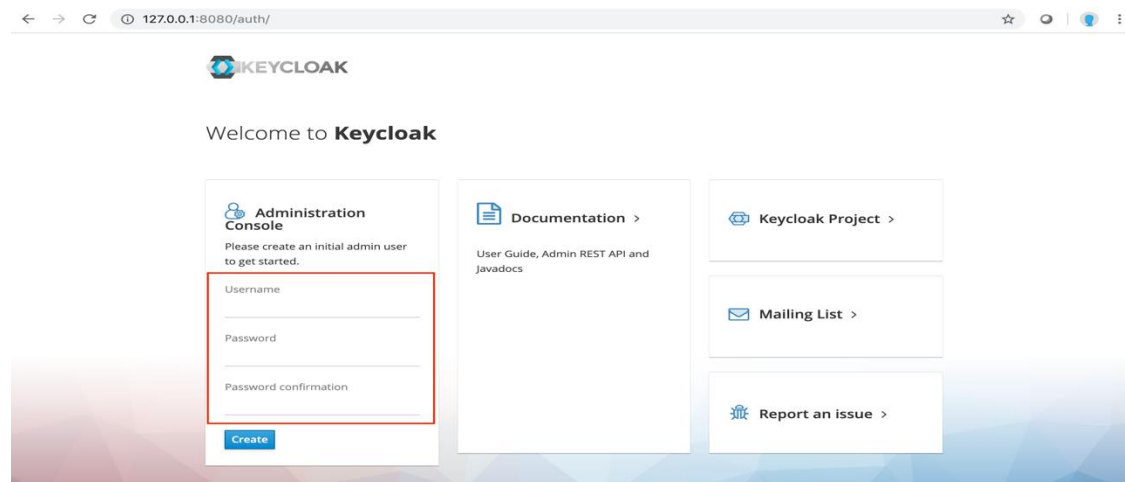 127.0.0.1:8080/auth/
KEYCLOAK
Welcome to Keycloak
Administration
Console
Please create an initial admin user
to get started.
Username
Password
Password confirmation
Create
Documentation >
User Guide, Admin REST API and
Javadocs
Keycloak Project >
Mailing List >
Report an issue >